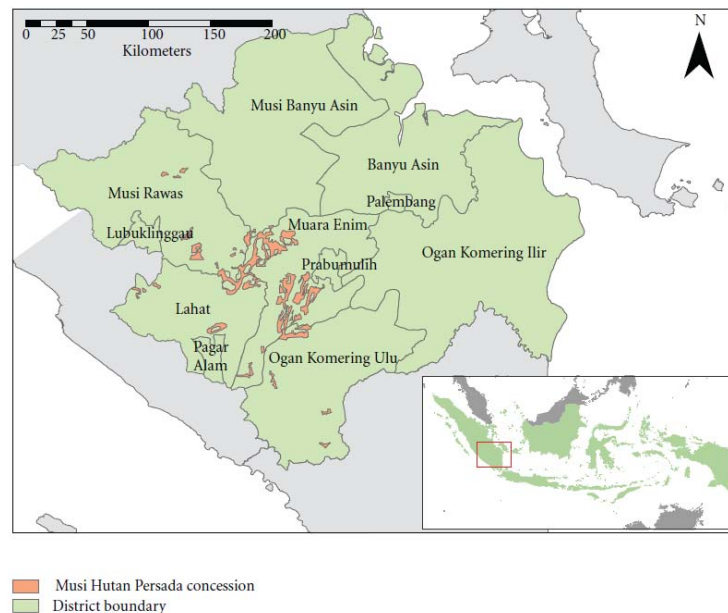 N
0 25 50 100 150 200
Kilometers
Musi Banyu Asin
Banyu Asin
Musi Rawas
Palembang
Lubuklinggau
Muara Enim
Ogan Komering Ilir
Prabumulih
Lahat
Pagar
Alam
Ogan Komering Ulu
Musi Hutan Persada concession
District boundary